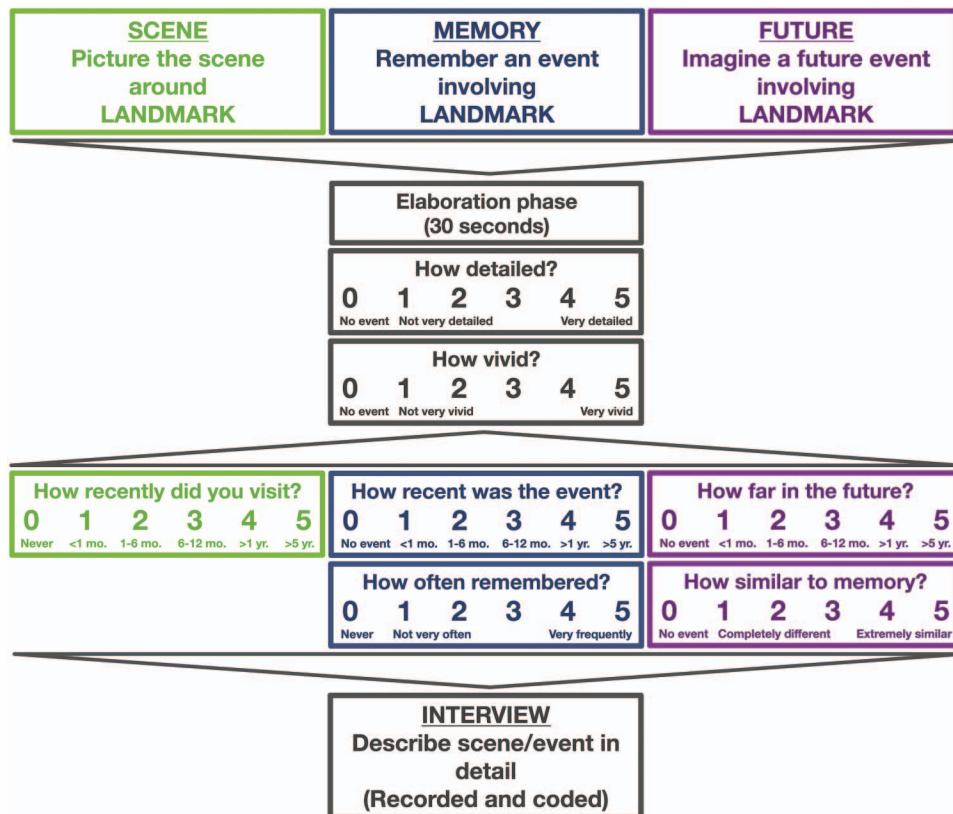 SCENE
Picture the scene
around
LANDMARK
MEMORY
Remember an event
involving
LANDMARK
FUTURE
Imagine a future event
involving
LANDMARK
Elaboration phase
(30 seconds)
How detailed?
0 1 2 3 4 5
No event Not very detailed Very detailed
How vivid?
0 1 2 3 4 5
No event Not very vivid Very vivid
How recently did you visit?
0 1 2 3 4 5
Never <1 mo. 1-6 mo. 6-12 mo. >1 yr. >5 yr.
How recent was the event?
0 1 2 3 4 5
No event <1 mo. 1-6 mo. 6-12 mo. >1 yr. >5 yr.
How far in the future?
0 1 2 3 4 5
No event <1 mo. 1-6 mo. 6-12 mo. >1 yr. >5 yr.
How often remembered?
0 1 2 3 4 5
Never Not very often Very frequently
How similar to memory?
0 1 2 3 4 5
No event Completely different Extremely similar
INTERVIEW
Describe scene/event in
detail
(Recorded and coded)